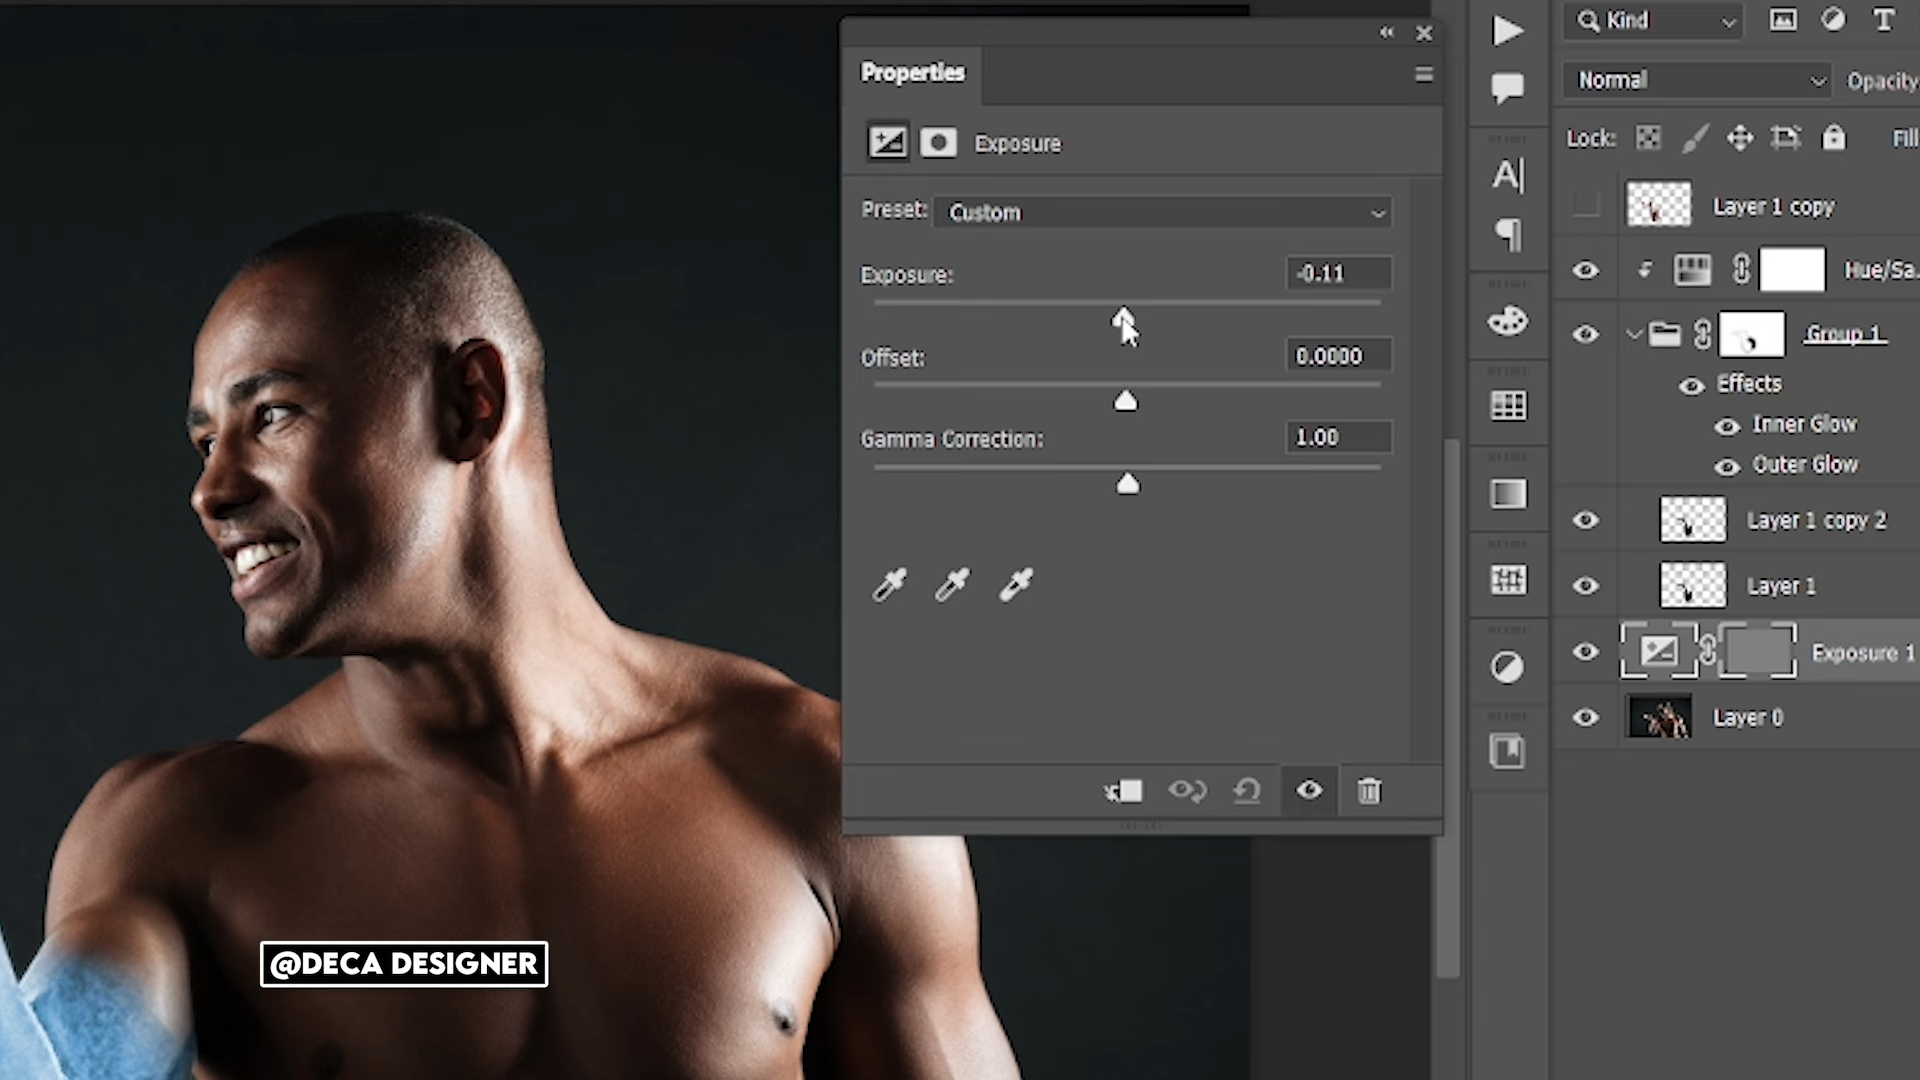 Properties
Exposure
Preset: Custom
Exposure: -0.11
Offset: 0.0000
Gamma Correction: 1.00
@DECA DESIGNER
A|
¶
Kind
T
Normal
Opacity
Lock:
Fill
Layer 1 copy
Hue/Sa...
Group 1
Effects
Inner Glow
Outer Glow
Layer 1 copy 2
Layer 1
Exposure 1
Layer 0